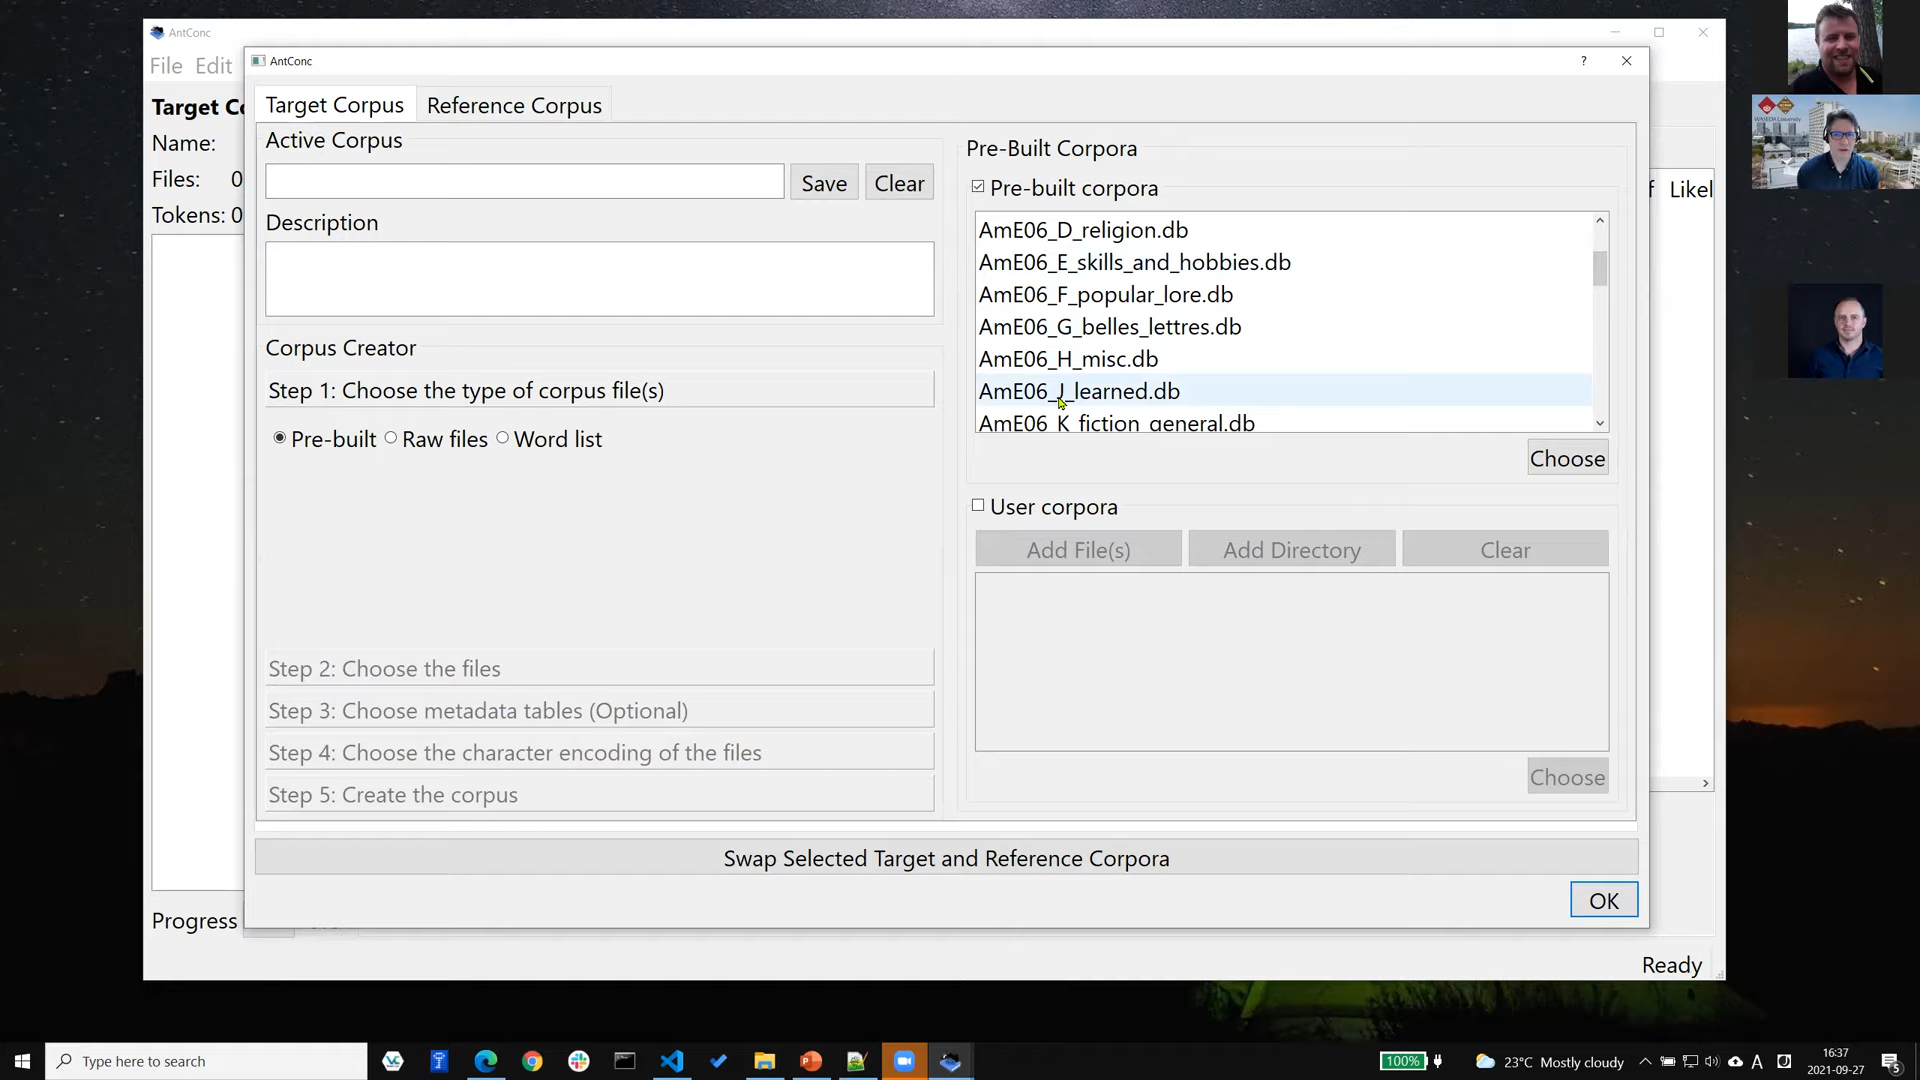 AntConc
File Edit
AntConc
? 
Target Co
Name:
Files: 0
Tokens: 0
Target Corpus
Reference Corpus
Active Corpus
Save
Clear
Description
Corpus Creator
Step 1: Choose the type of corpus file(s)
Pre-built Raw files Word list
Step 2: Choose the files
Step 3: Choose metadata tables (Optional)
Step 4: Choose the character encoding of the files
Step 5: Create the corpus
Pre-Built Corpora
Pre-built corpora
AmE06_D_religion.db
AmE06_E_skills_and_hobbies.db
AmE06_F_popular_lore.db
AmE06_G_belles_lettres.db
AmE06_H_misc.db
AmE06_J_learned.db
AmE06_K_fiction_general.db
Choose
User corpora
Add File(s)
Add Directory
Clear
Choose
Swap Selected Target and Reference Corpora
OK
f Likel
Progress
Ready
WASEDA University
Type here to search
100%
23°C Mostly cloudy
A
16:37
2021-09-27
5